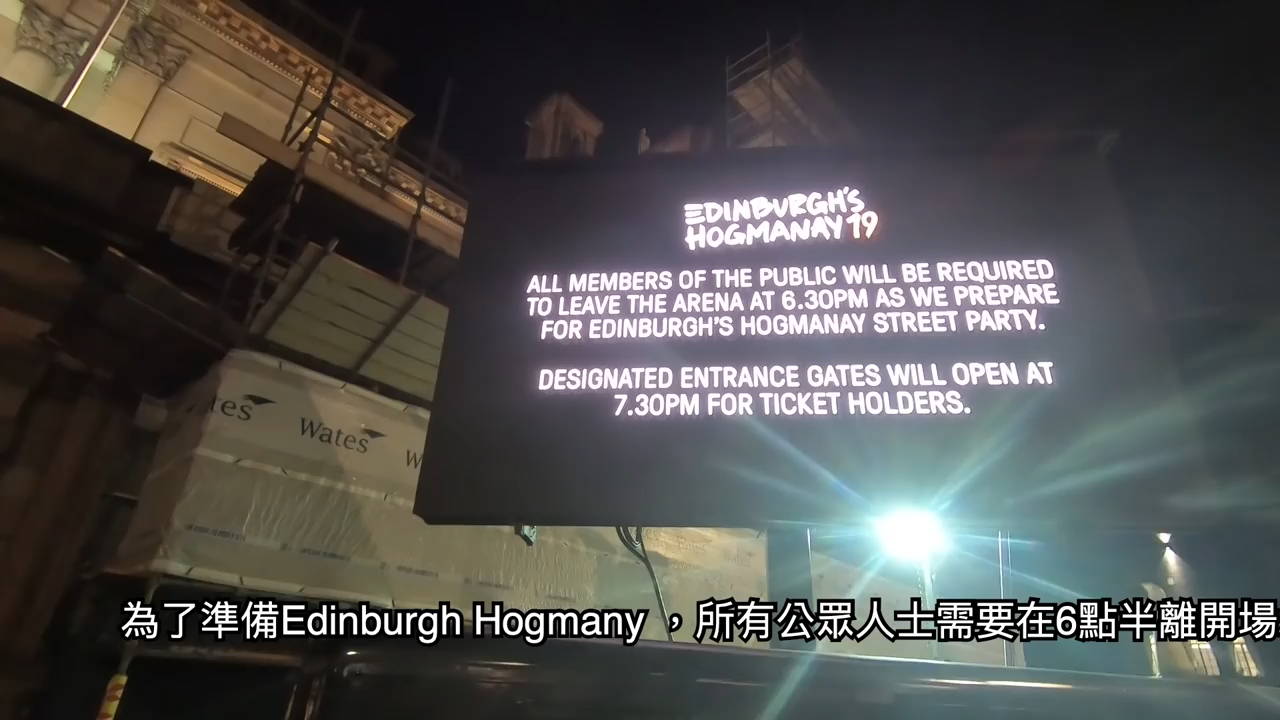 EDINBURGH'S
HOGMANAY 19
ALL MEMBERS OF THE PUBLIC WILL BE REQUIRED
TO LEAVE THE ARENA AT 6.30PM AS WE PREPARE
FOR EDINBURGH'S HOGMANAY STREET PARTY.
DESIGNATED ENTRANCE GATES WILL OPEN AT
7.30PM FOR TICKET HOLDERS.
Wates
為了準備Edinburgh Hogmany ，所有公眾人士需要在6點半離開場